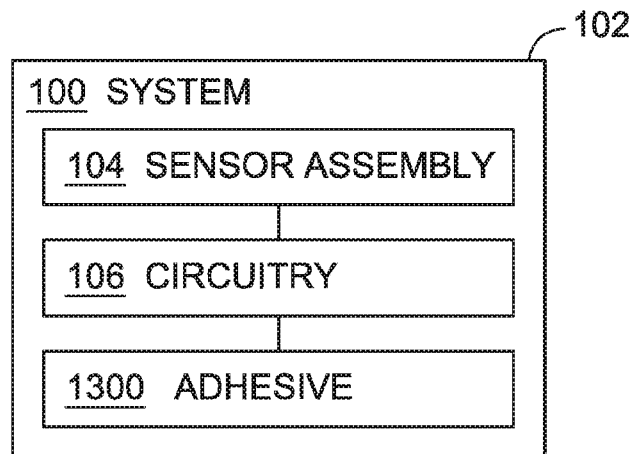 102
100 SYSTEM
104 SENSOR ASSEMBLY
106 CIRCUITRY
1300 ADHESIVE